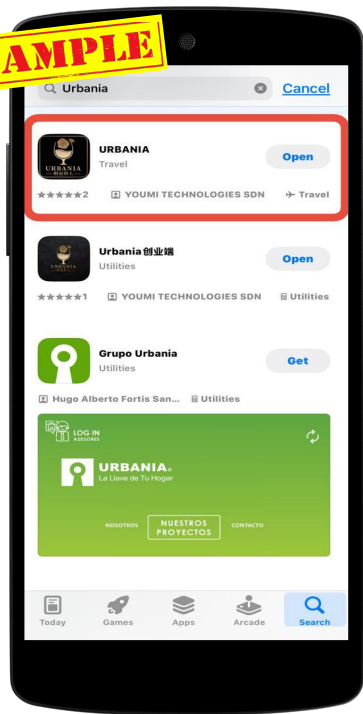 AMPLE
Urbania
Cancel
URBANIA
URBANIA
Travel
Open
★★★★★2 YOUMI TECHNOLOGIES SDN Travel
URBANIA
Urbania创业端
Utilities
Open
★★★★★1 YOUMI TECHNOLOGIES SDN Utilities
Grupo Urbania
Utilities
Get
Hugo Alberto Fortis San... Utilities
LOG IN
ASESORES
URBANIA®
La Llave de Tu Hogar
NOSOTROS
NUESTROS
PROYECTOS
CONTACTO
Today
Games
Apps
Arcade
Search